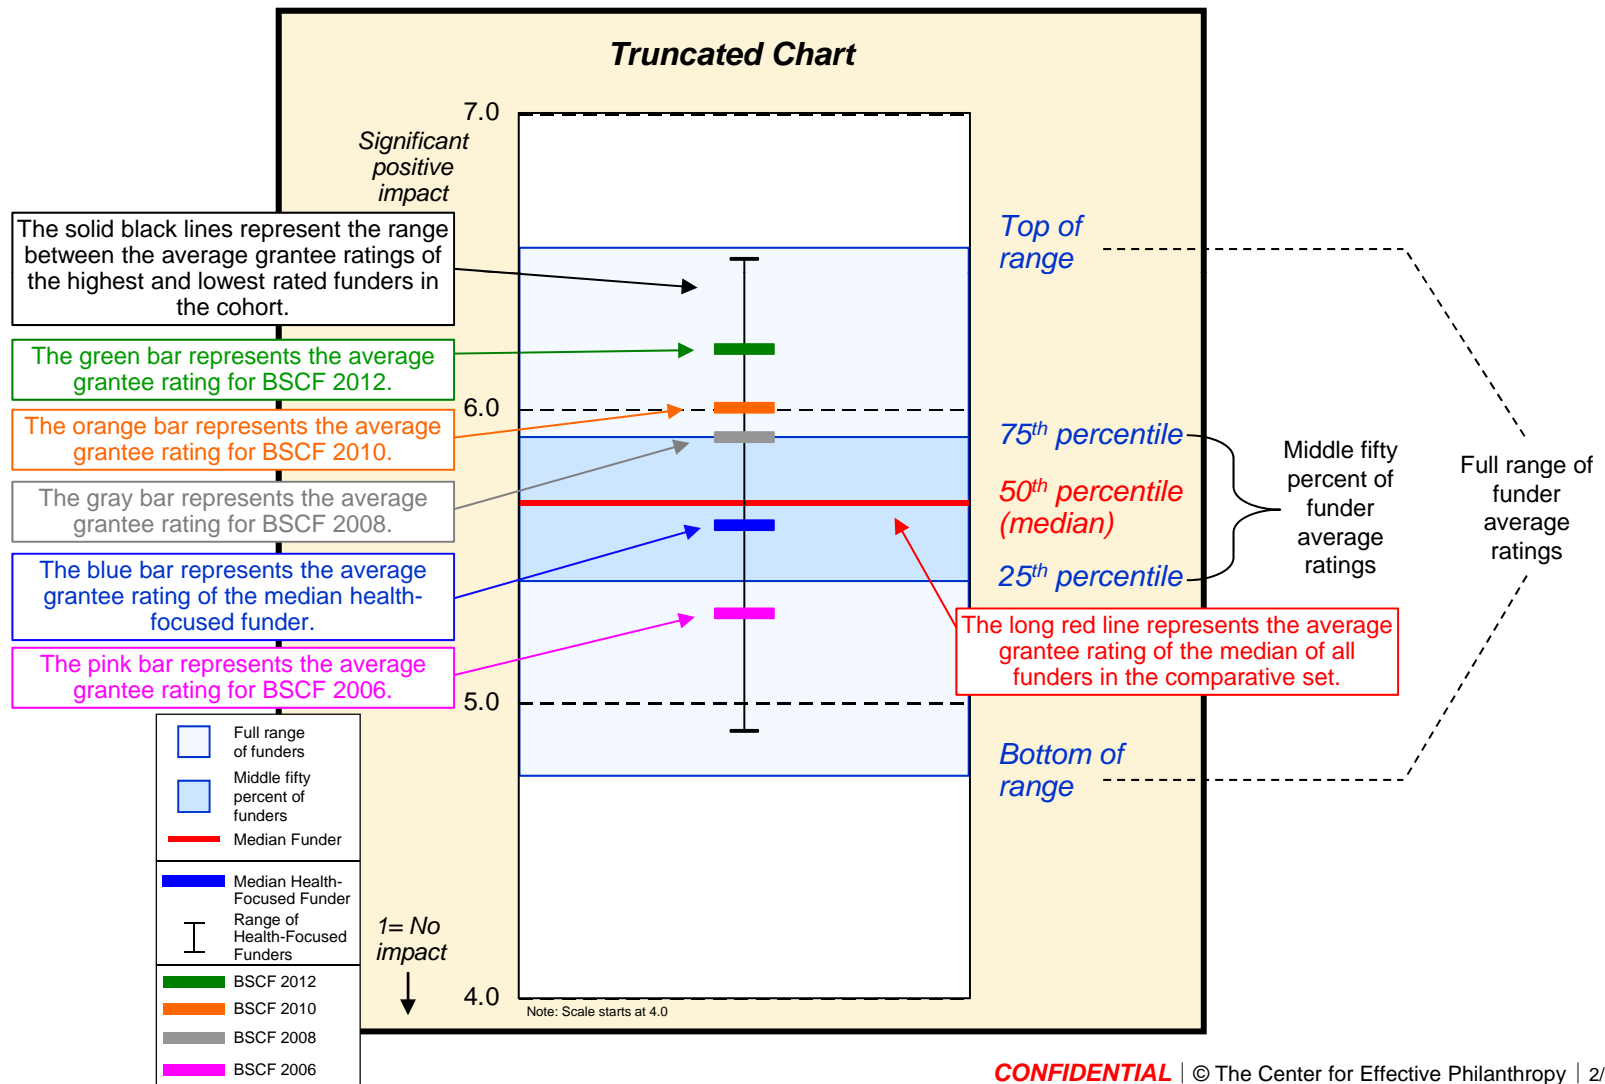 Truncated Chart
7.0
Significant
positive
impact
The solid black lines represent the range
between the average grantee ratings of
the highest and lowest rated funders in
the cohort.
The green bar represents the average
grantee rating for BSCF 2012.
6.0
The orange bar represents the average
grantee rating for BSCF 2010.
The gray bar represents the average
grantee rating for BSCF 2008.
The blue bar represents the average
grantee rating of the median health-
focused funder.
The pink bar represents the average
grantee rating for BSCF 2006.
5.0
Top of
range
75th percentile
50th percentile
(median)
25th percentile
Middle fifty
percent of
funder
average
ratings
Full range of
funder
average
ratings
The long red line represents the average
grantee rating of the median of all
funders in the comparative set.
Bottom of
range
Full range
of funders
Middle fifty
percent of
funders
Median Funder
Median Health-
Focused Funder
Range of
Health-Focused
Funders
BSCF 2012
BSCF 2010
BSCF 2008
BSCF 2006
1= No
impact
4.0
Note: Scale starts at 4.0
CONFIDENTIAL | © The Center for Effective Philanthropy | 2/